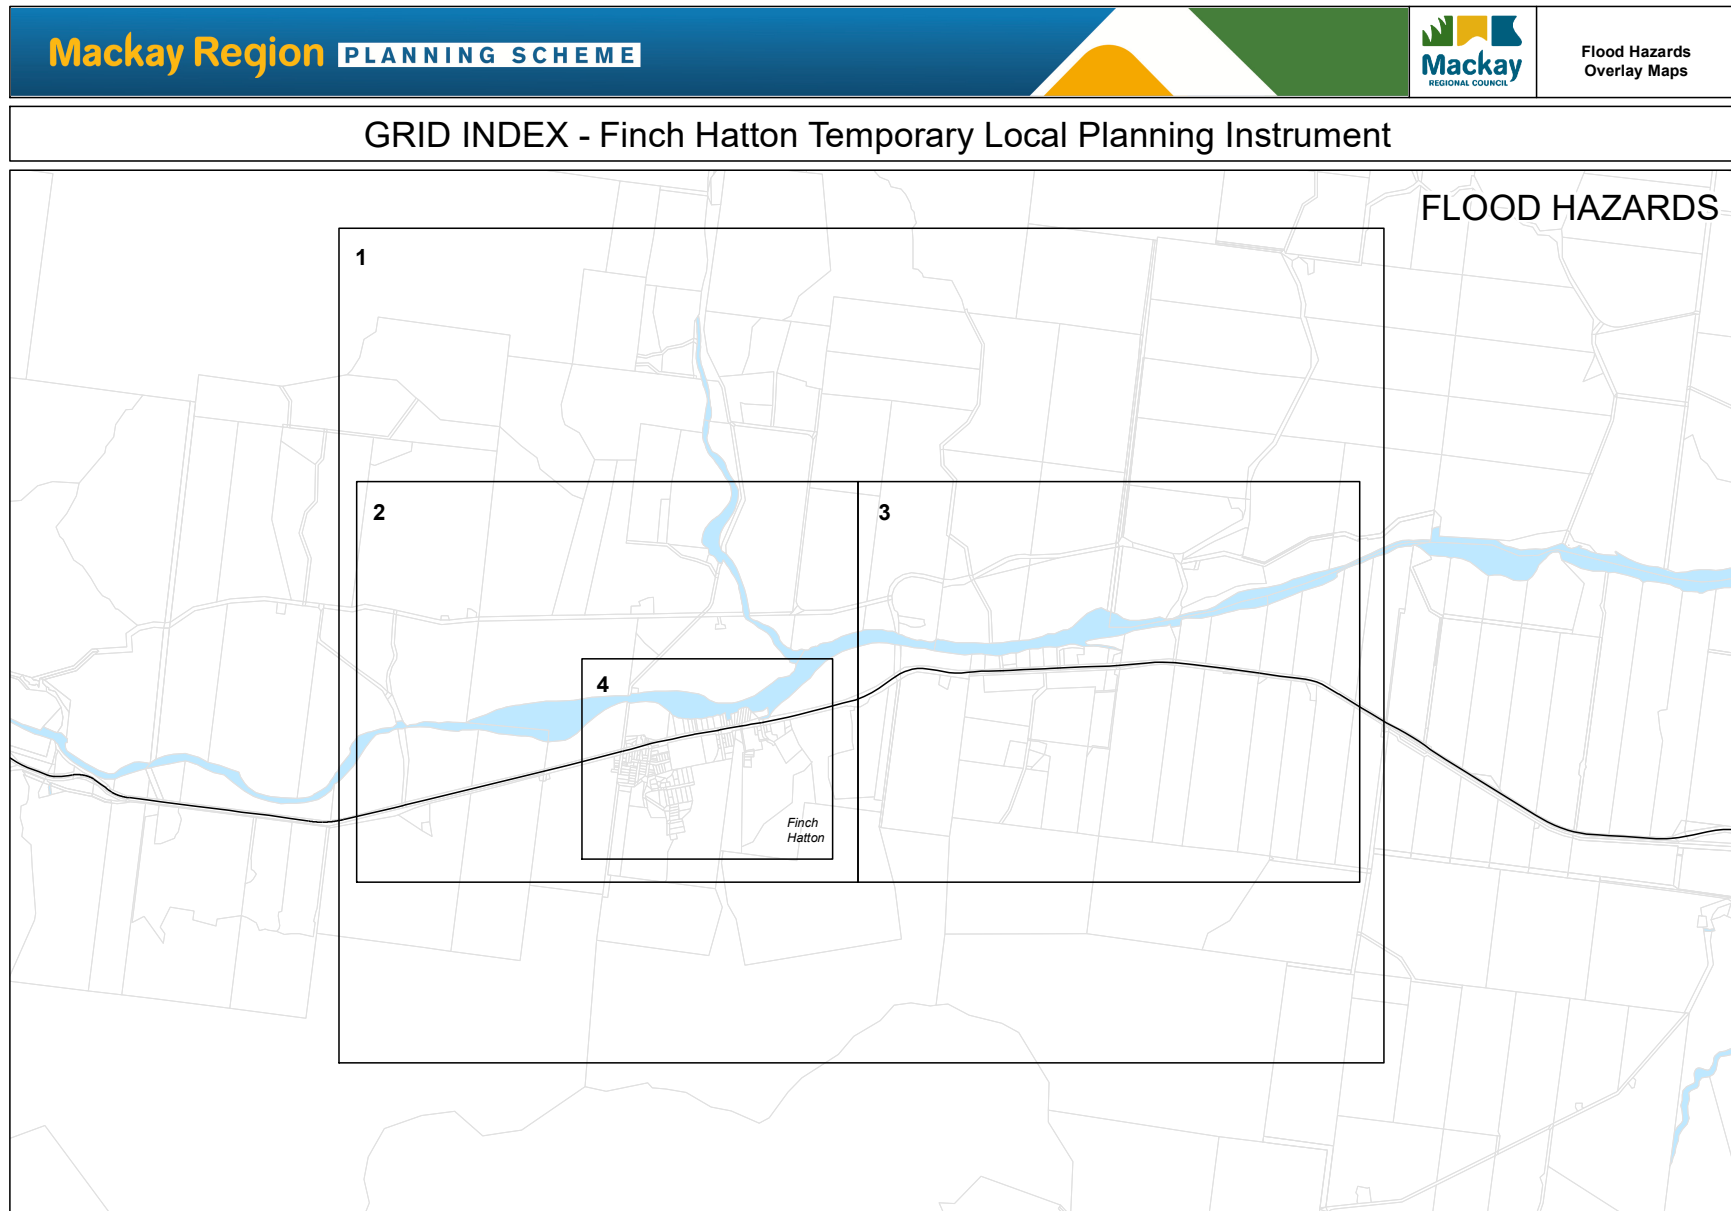 Mackay Region PLANNING SCHEME
Mackay
REGIONAL COUNCIL
Flood Hazards
Overlay Maps
GRID INDEX - Finch Hatton Temporary Local Planning Instrument
FLOOD HAZARDS
1
2
3
4
Finch
Hatton